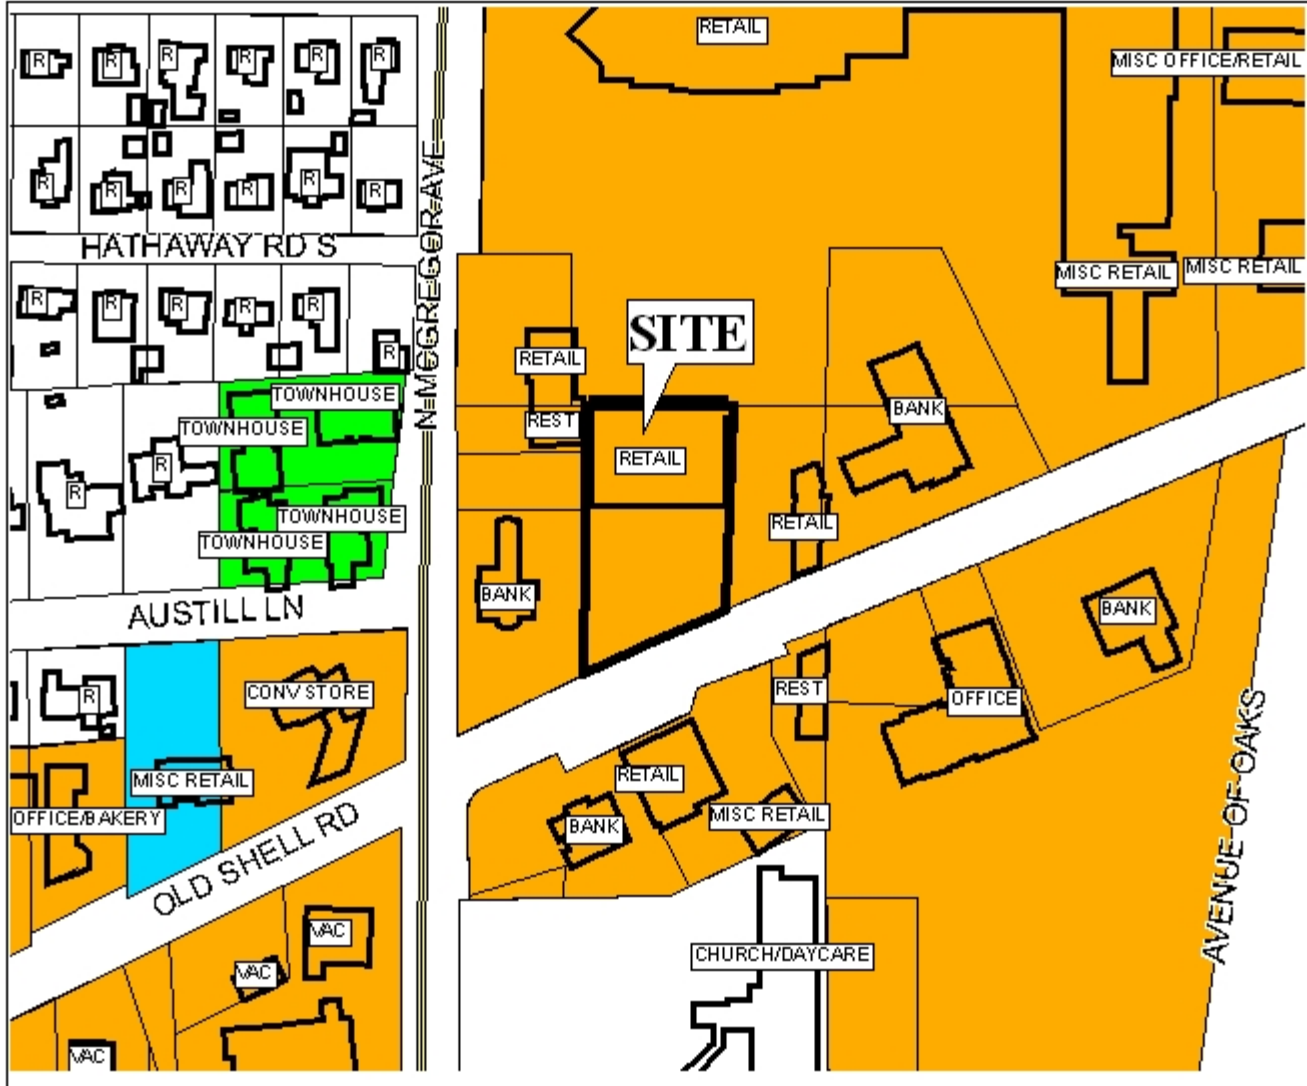 RETAIL
MISC OFFICE/RETAIL
R
R
R
R
R
R
R
R
R
R
R
R
HATHAWAY RD S
N MCGREGOR AVE
MISC RETAIL
MISC RETAIL
R
R
R
R
R
R
SITE
RETAIL
TOWNHOUSE
BANK
TOWNHOUSE
REST
RETAIL
R
R
TOWNHOUSE
RETAIL
TOWNHOUSE
BANK
BANK
AUSTILL LN
R
CONV STORE
REST
OFFICE
MISC RETAIL
RETAIL
OFFICE/BAKERY
BANK
MISC RETAIL
OLD SHELL RD
AVENUE OF OAKS
VAC
VAC
CHURCH/DAYCARE
VAC